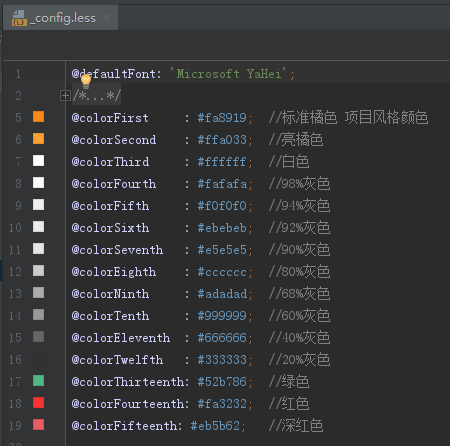 _config.less
1 @defaultFont: 'Microsoft YaHei';
2 /*...*/
5 @colorFirst : #fa8919; //标准橘色 项目风格颜色
6 @colorSecond : #ffa033; //亮橘色
7 @colorThird : #ffffff; //白色
8 @colorFourth : #fafafa; //98%灰色
9 @colorFifth : #f0f0f0; //94%灰色
10 @colorSixth : #ebebeb; //92%灰色
11 @colorSeventh : #e5e5e5; //90%灰色
12 @colorEighth : #cccccc; //80%灰色
13 @colorNinth : #adadad; //68%灰色
14 @colorTenth : #999999; //60%灰色
15 @colorEleventh : #666666; //40%灰色
16 @colorTwelfth : #333333; //20%灰色
17 @colorThirteenth: #52b786; //绿色
18 @colorFourteenth: #fa3232; //红色
19 @colorFifteenth: #eb5b62; //深红色